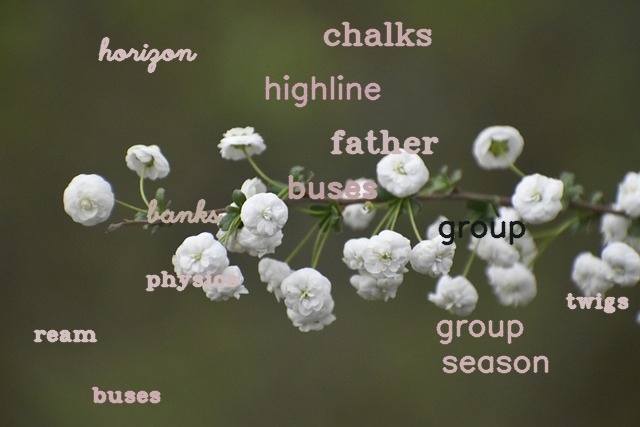 chalks
horizon
highline
father
buses
banks
group
physics
twigs
group
ream
season
buses